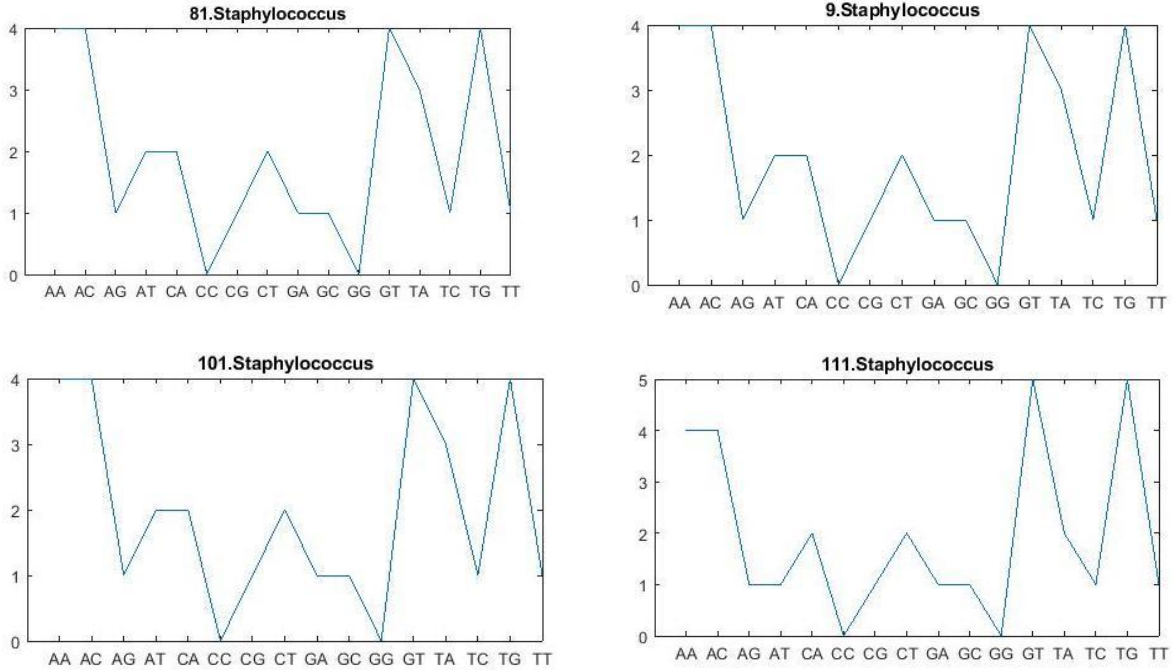 81.Staphylococcus
4
3
2
1
0
AA AC AG AT CA CC CG CT GA GC GG GT TA TC TG TT
9.Staphylococcus
4
3
2
1
0
AA AC AG AT CA CC CG CT GA GC GG GT TA TC TG TT
101.Staphylococcus
4
3
2
1
0
AA AC AG AT CA CC CG CT GA GC GG GT TA TC TG TT
111.Staphylococcus
5
4
3
2
1
0
AA AC AG AT CA CC CG CT GA GC GG GT TA TC TG TT